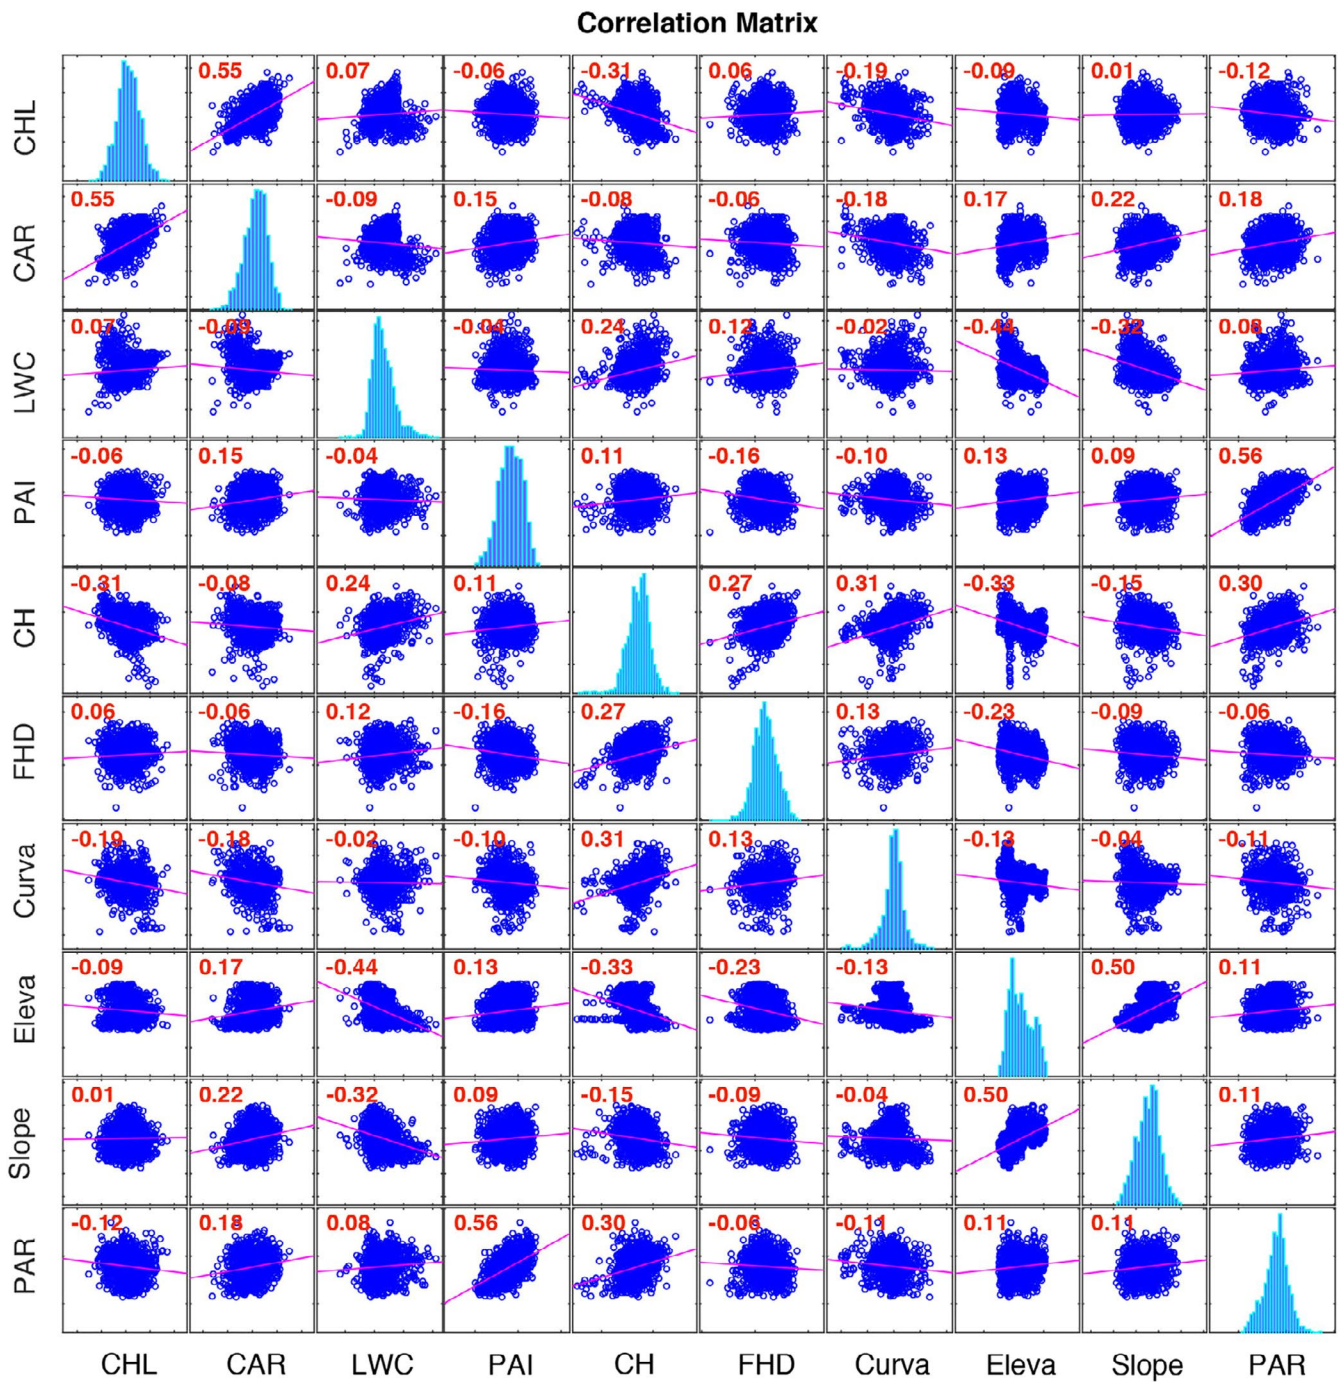 Correlation Matrix
CHL 0.55 0.07 -0.06 -0.31 0.06 -0.19 -0.09 0.01 -0.12
CAR 0.55 -0.09 0.15 -0.08 -0.06 -0.18 0.17 0.22 0.18
LWC 0.07 -0.09 -0.04 0.24 0.12 -0.02 -0.44 -0.32 0.08
PAI -0.06 0.15 -0.04 0.11 -0.16 -0.10 0.13 0.09 0.56
CH -0.31 -0.08 0.24 0.11 0.27 0.31 -0.33 -0.15 0.30
FHD 0.06 -0.06 0.12 -0.16 0.27 0.13 -0.23 -0.09 -0.06
Curva -0.19 -0.18 -0.02 -0.10 0.31 0.13 -0.13 -0.04 -0.11
Eleva -0.09 0.17 -0.44 0.13 -0.33 -0.23 -0.13 0.50 0.11
Slope 0.01 0.22 -0.32 0.09 -0.15 -0.09 -0.04 0.50 0.11
PAR -0.12 0.18 0.08 0.56 0.30 -0.06 -0.11 0.11 0.11
CHL CAR LWC PAI CH FHD Curva Eleva Slope PAR